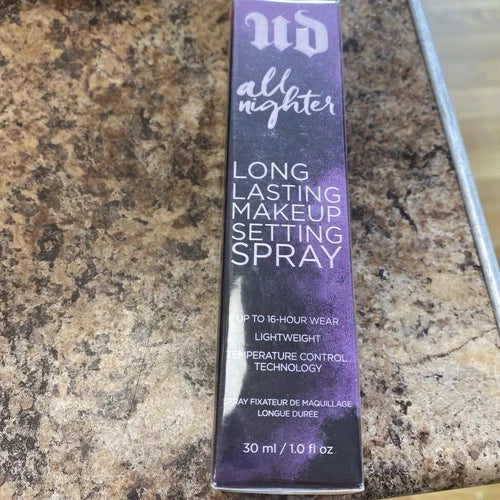 UD
all
nighter
LONG
LASTING
MAKEUP
SETTING
SPRAY
UP TO 16-HOUR WEAR
LIGHTWEIGHT
TEMPERATURE CONTROL
TECHNOLOGY
SPRAY FIXATEUR DE MAQUILLAGE
LONGUE DURÉE
30 ml / 1.0 fl oz